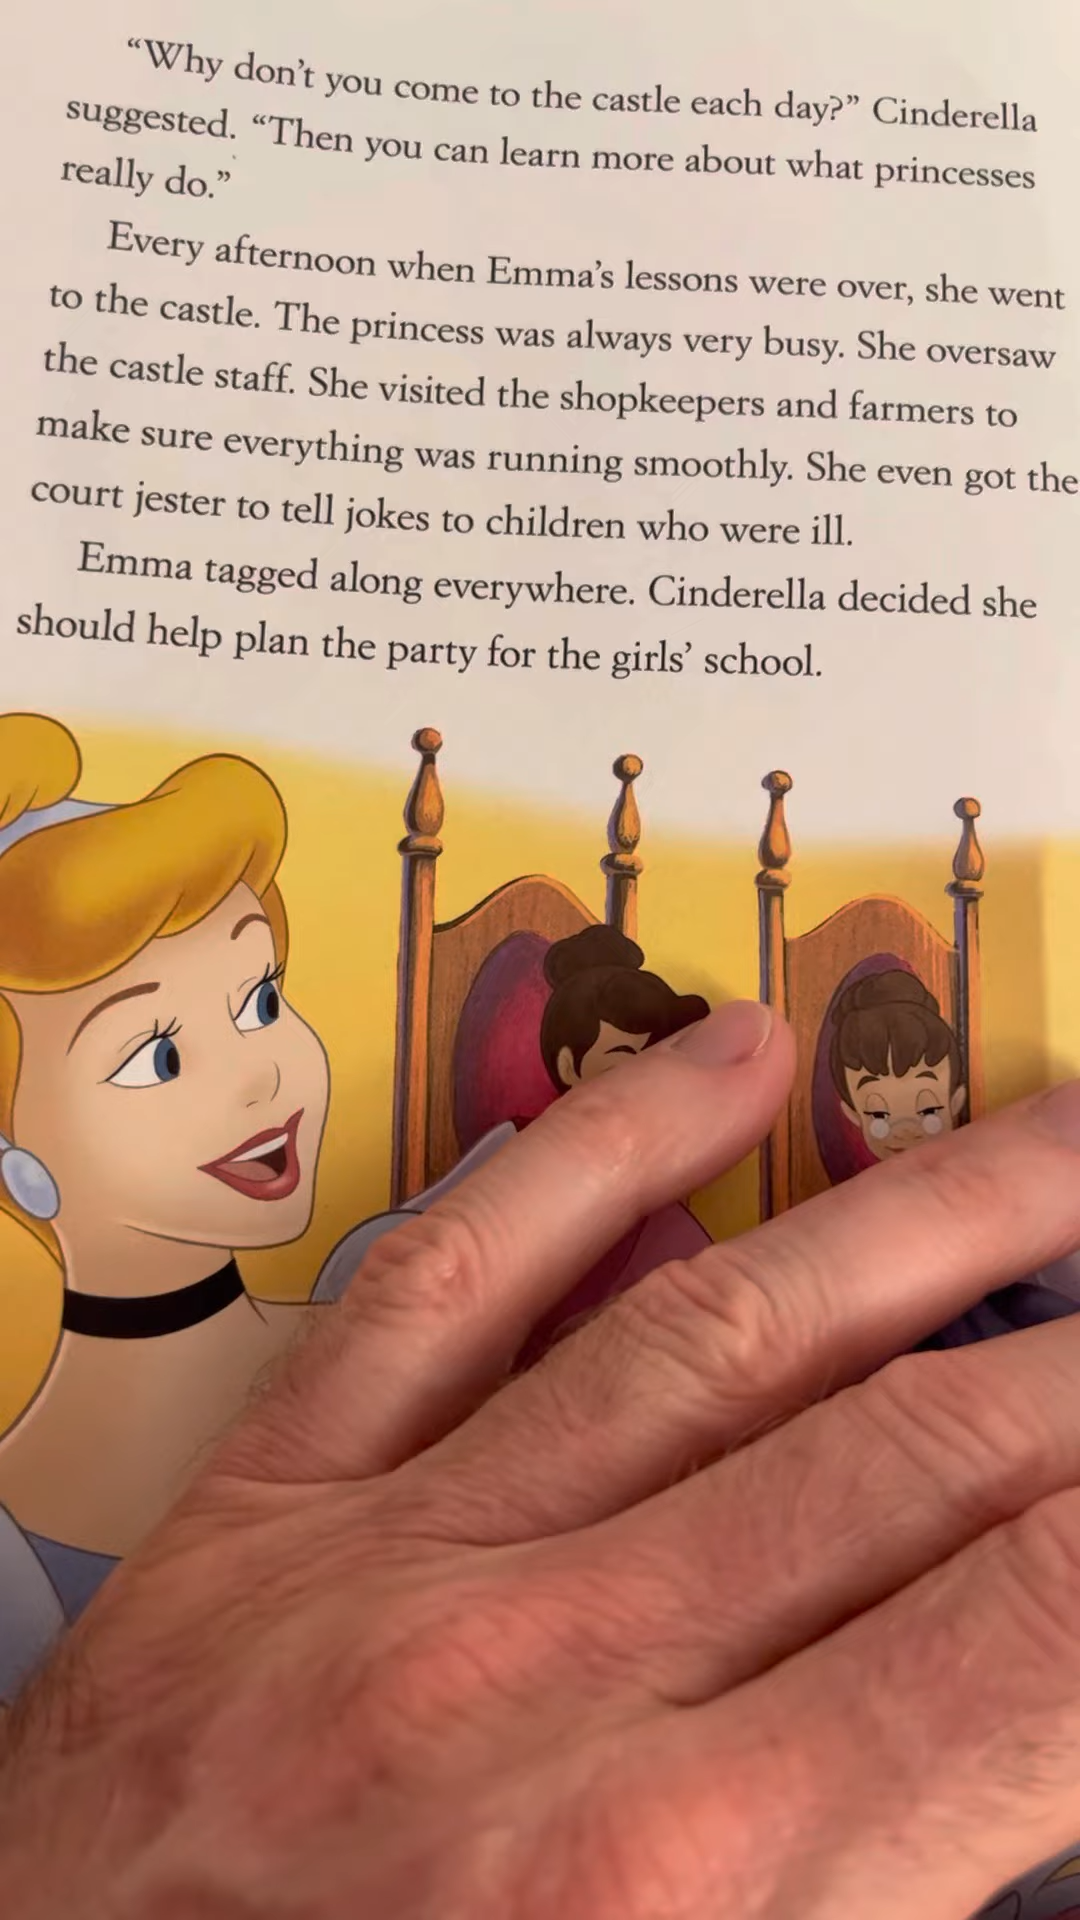 “Why don’t you come to the castle each day?” Cinderella
suggested. “Then you can learn more about what princesses
really do.”
Every afternoon when Emma’s lessons were over, she went
to the castle. The princess was always very busy. She oversaw
the castle staff. She visited the shopkeepers and farmers to
make sure everything was running smoothly. She even got the
court jester to tell jokes to children who were ill.
Emma tagged along everywhere. Cinderella decided she
should help plan the party for the girls’ school.